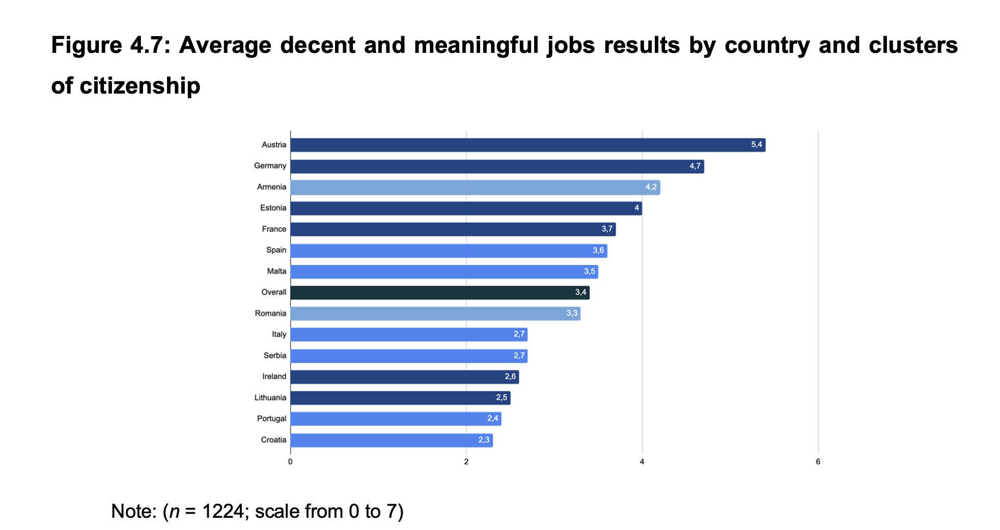 Figure 4.7: Average decent and meaningful jobs results by country and clusters
of citizenship
Austria 5,4
Germany 4,7
Armenia 4,2
Estonia 4
France 3,7
Spain 3,6
Malta 3,5
Overall 3,4
Romania 3,3
Italy 2,7
Serbia 2,7
Ireland 2,6
Lithuania 2,5
Portugal 2,4
Croatia 2,3
0 2 4 6
Note: (n = 1224; scale from 0 to 7)